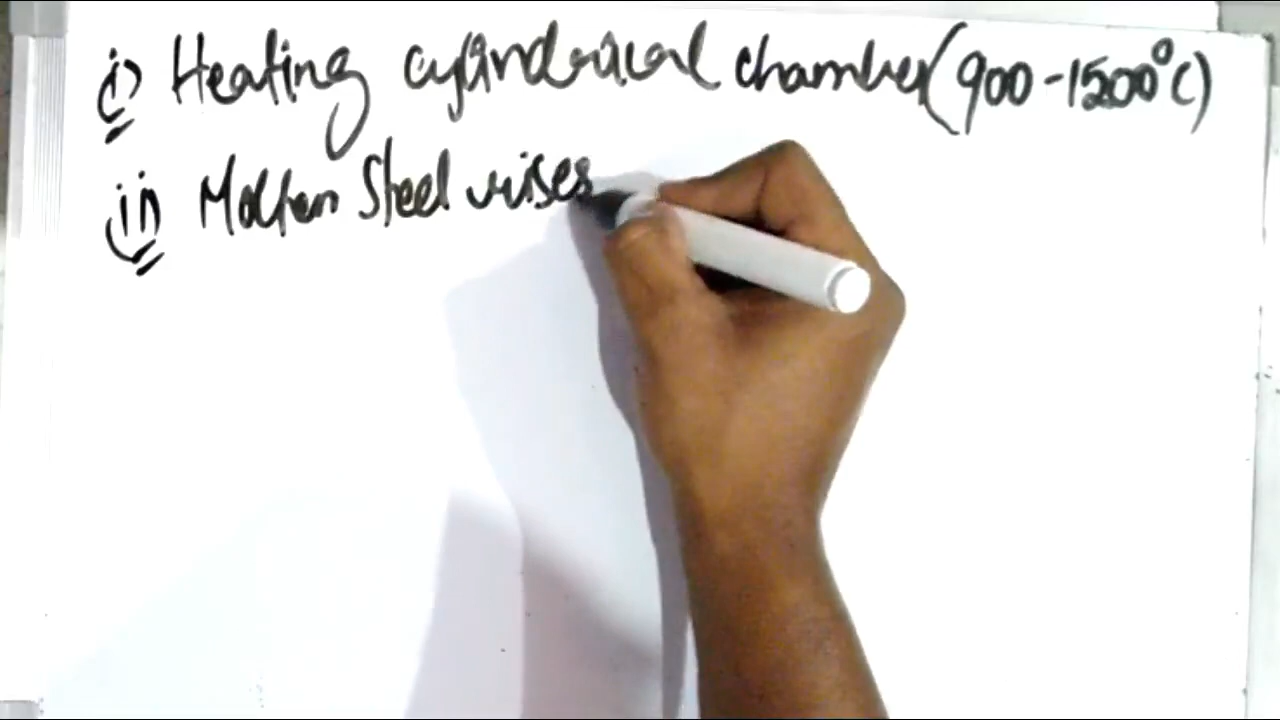 i) Heating cylindrical chamber (900-1500°C)
ii) Molten Steel rises